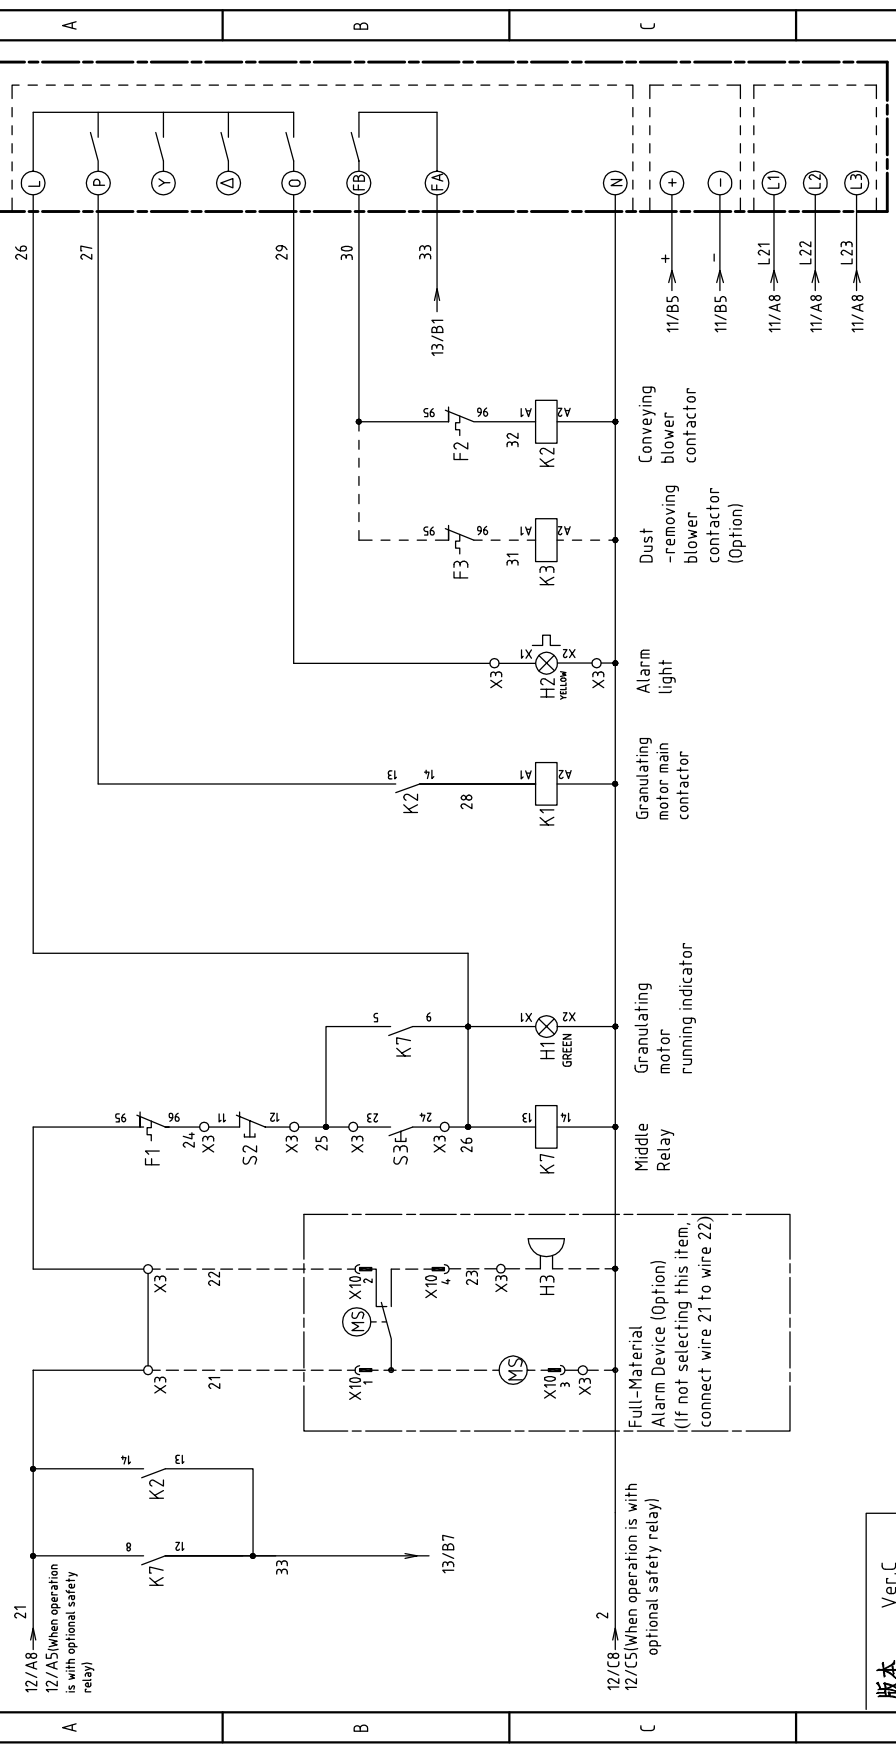 A
B
C
L
P
Y
Δ
O
FB
FA
N
+
-
L1
L2
L3
26
27
29
30
33
13/B1
+
11/B5
-
11/B5
L21
11/A8
L22
11/A8
L23
11/A8
95
F2
96
32
A1
K2
A2
Conveying
blower
contactor
95
F3
96
31
A1
K3
A2
Dust
-removing
blower
contactor
(Option)
X3
X1
H2
YELLOW
X2
X3
Alarm
light
13
K2
14
28
A1
K1
A2
Granulating
motor main
contactor
5
K7
9
X1
H1
GREEN
X2
Granulating
motor
running indicator
95
F1
96
24
X3
11
S2
12
X3
25
X3
23
S3
24
X3
26
13
K7
14
Middle
Relay
X3
22
X10
2
MS
X10
4
23
X3
H3
X3
21
X10
1
MS
X10
3
X3
Full-Material
Alarm Device (Option)
(If not selecting this item,
connect wire 21 to wire 22)
14
K2
13
8
K7
12
33
13/B7
21
12/A8
12/A5(When operation
is with optional safety
relay)
2
12/C8
12/C5(When operation is with
optional safety relay)
版本 Ver.C
A
B
C